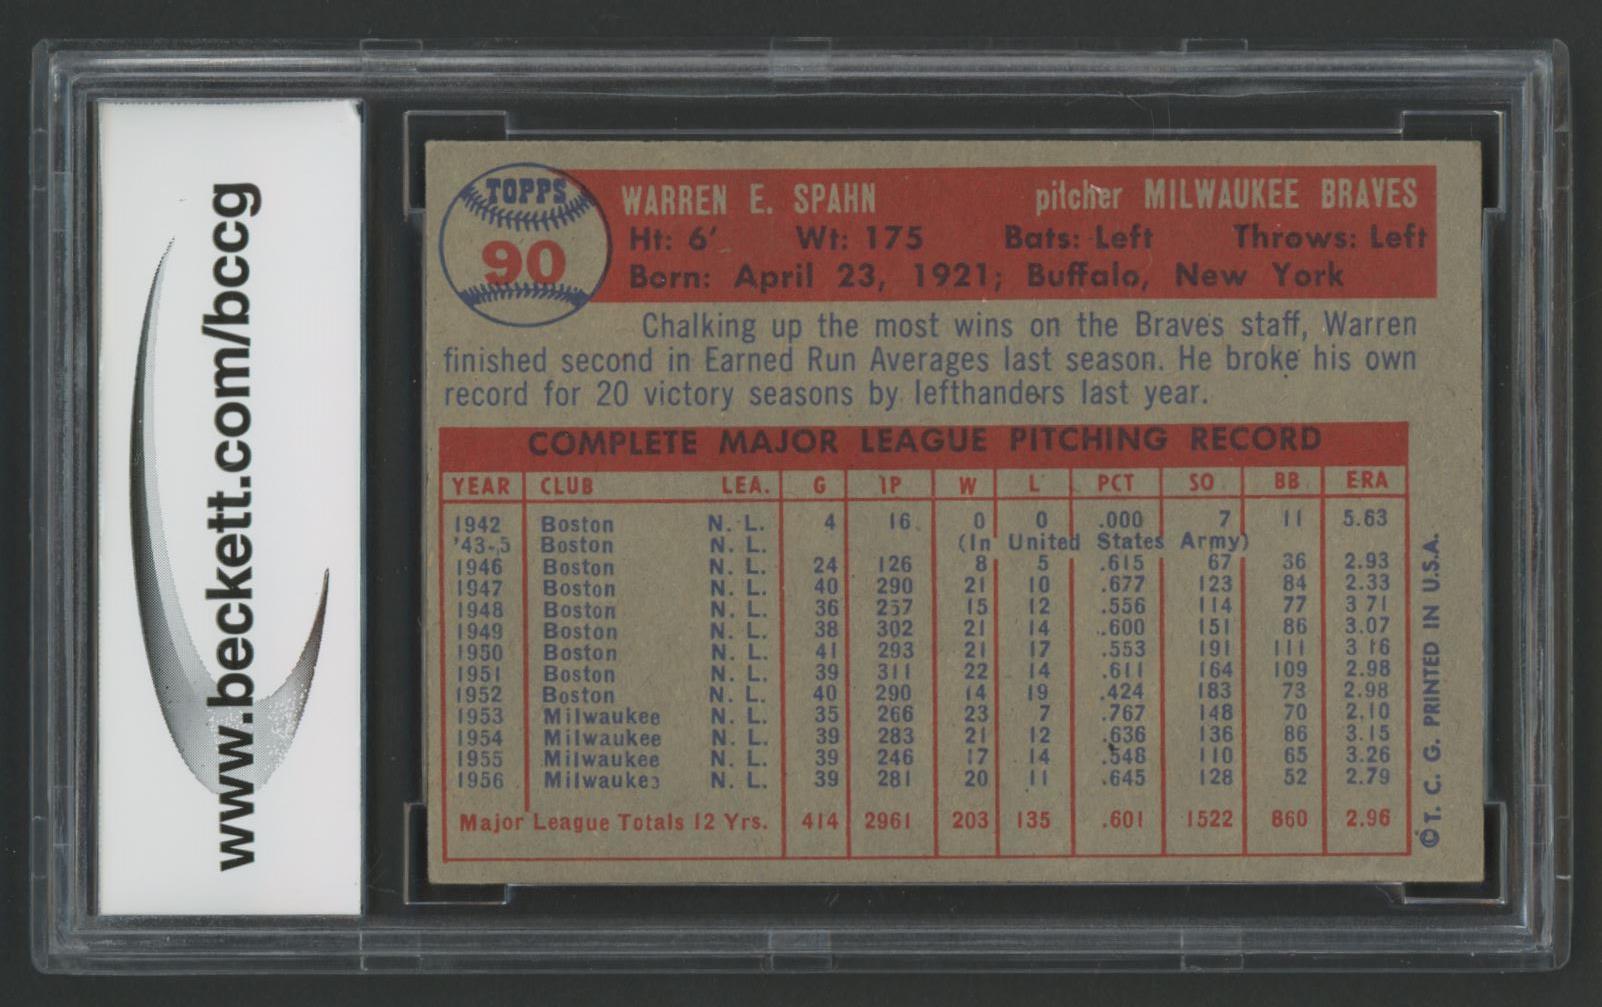 www.beckett.com/bccg
TOPPS
90
WARREN E. SPAHN pitcher MILWAUKEE BRAVES
Ht: 6' Wt: 175 Bats: Left Throws: Left
Born: April 23, 1921; Buffalo, New York
Chalking up the most wins on the Braves staff, Warren
finished second in Earned Run Averages last season. He broke his own
record for 20 victory seasons by lefthanders last year.
COMPLETE MAJOR LEAGUE PITCHING RECORD
YEAR CLUB LEA. G IP W L PCT SO BB ERA
1942 Boston N. L. 4 16 0 0 .000 7 11 5.63
'43-5 Boston N. L. (In United States Army)
1946 Boston N. L. 24 126 8 5 .615 67 36 2.93
1947 Boston N. L. 40 290 21 10 .677 123 84 2.33
1948 Boston N. L. 36 257 15 12 .556 114 77 3.71
1949 Boston N. L. 38 302 21 14 .600 151 86 3.07
1950 Boston N. L. 41 293 21 17 .553 191 111 3.16
1951 Boston N. L. 39 311 22 14 .611 164 109 2.98
1952 Boston N. L. 40 290 14 19 .424 183 73 2.98
1953 Milwaukee N. L. 35 266 23 7 .767 148 70 2.10
1954 Milwaukee N. L. 39 283 21 12 .636 136 86 3.15
1955 Milwaukee N. L. 39 246 17 14 .548 110 65 3.26
1956 Milwaukee N. L. 39 281 20 11 .645 128 52 2.79
Major League Totals 12 Yrs. 414 2961 203 135 .601 1522 860 2.96
©T. C. G. PRINTED IN U.S.A.